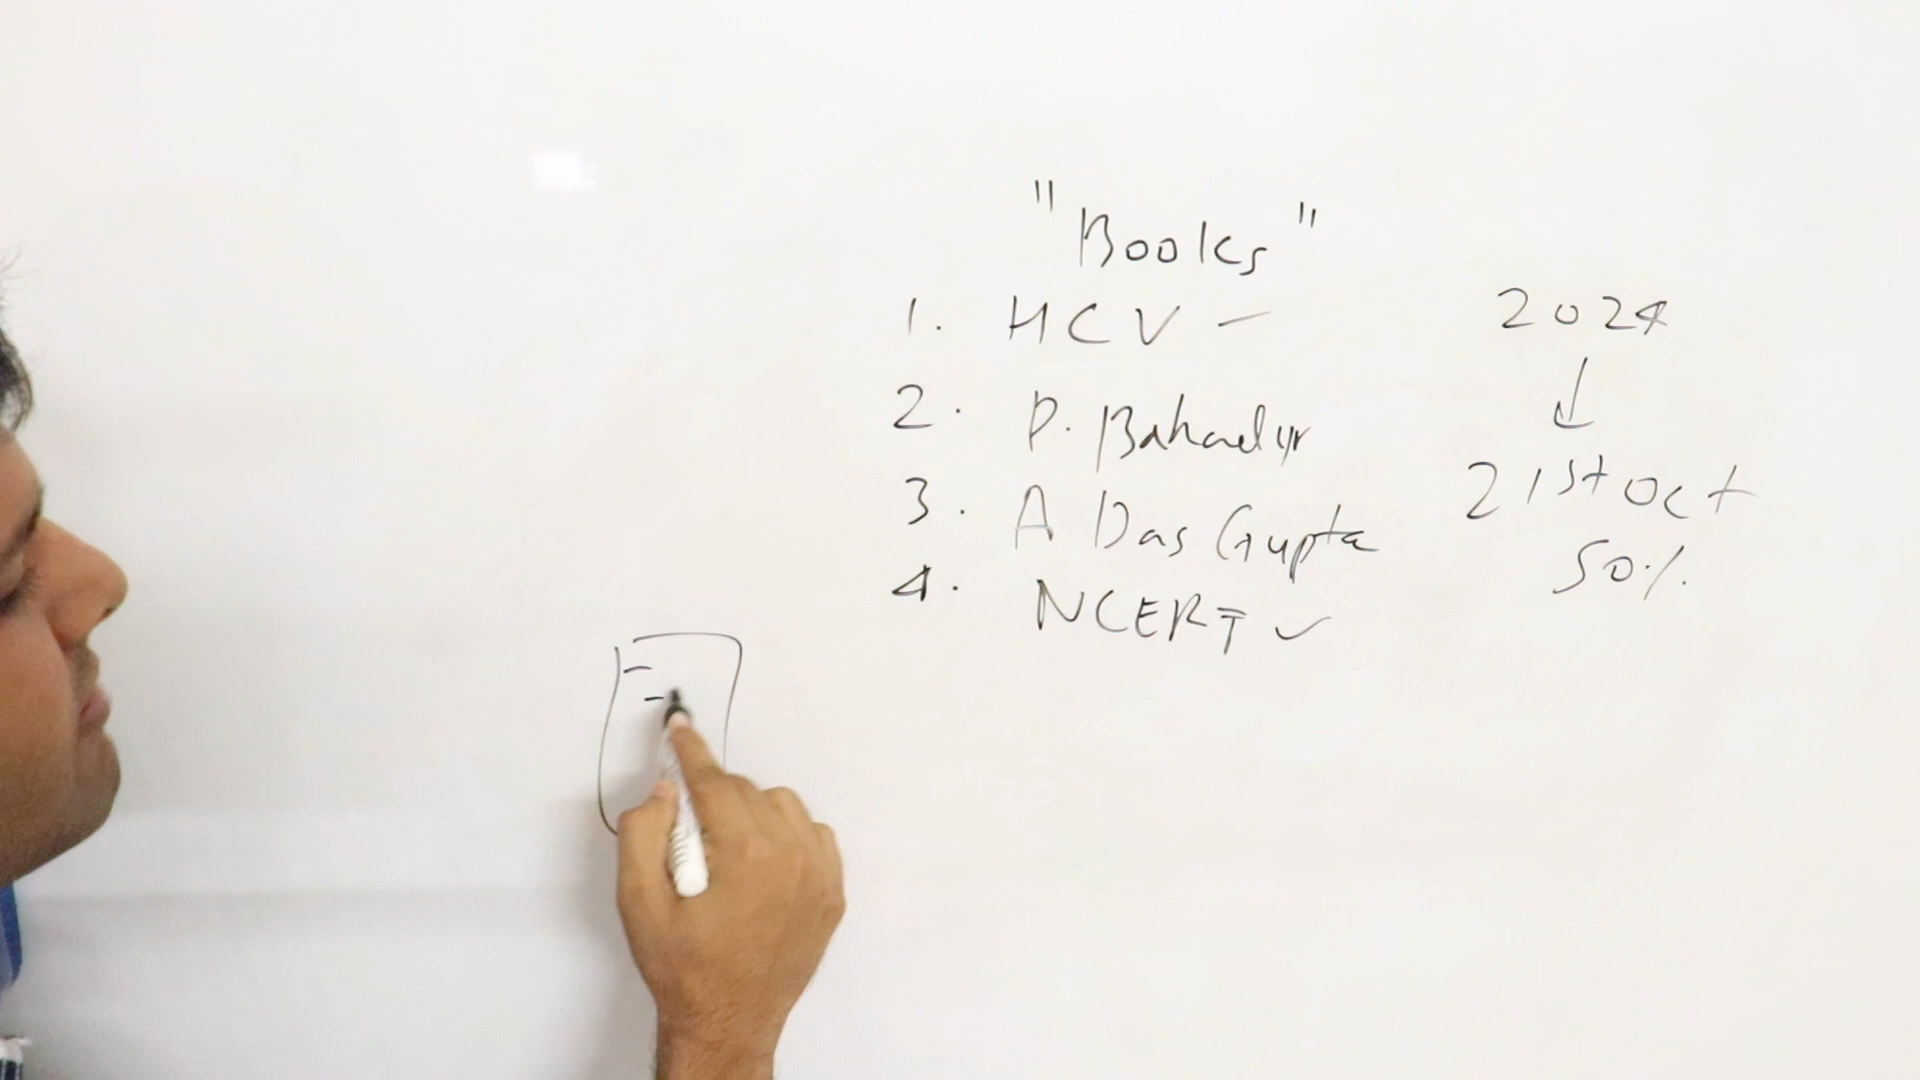 "Books"
1. HCV -
2. P. Bahadur
3. A Das Gupta
4. NCERT ✓
2024
↓
21st Oct
50%